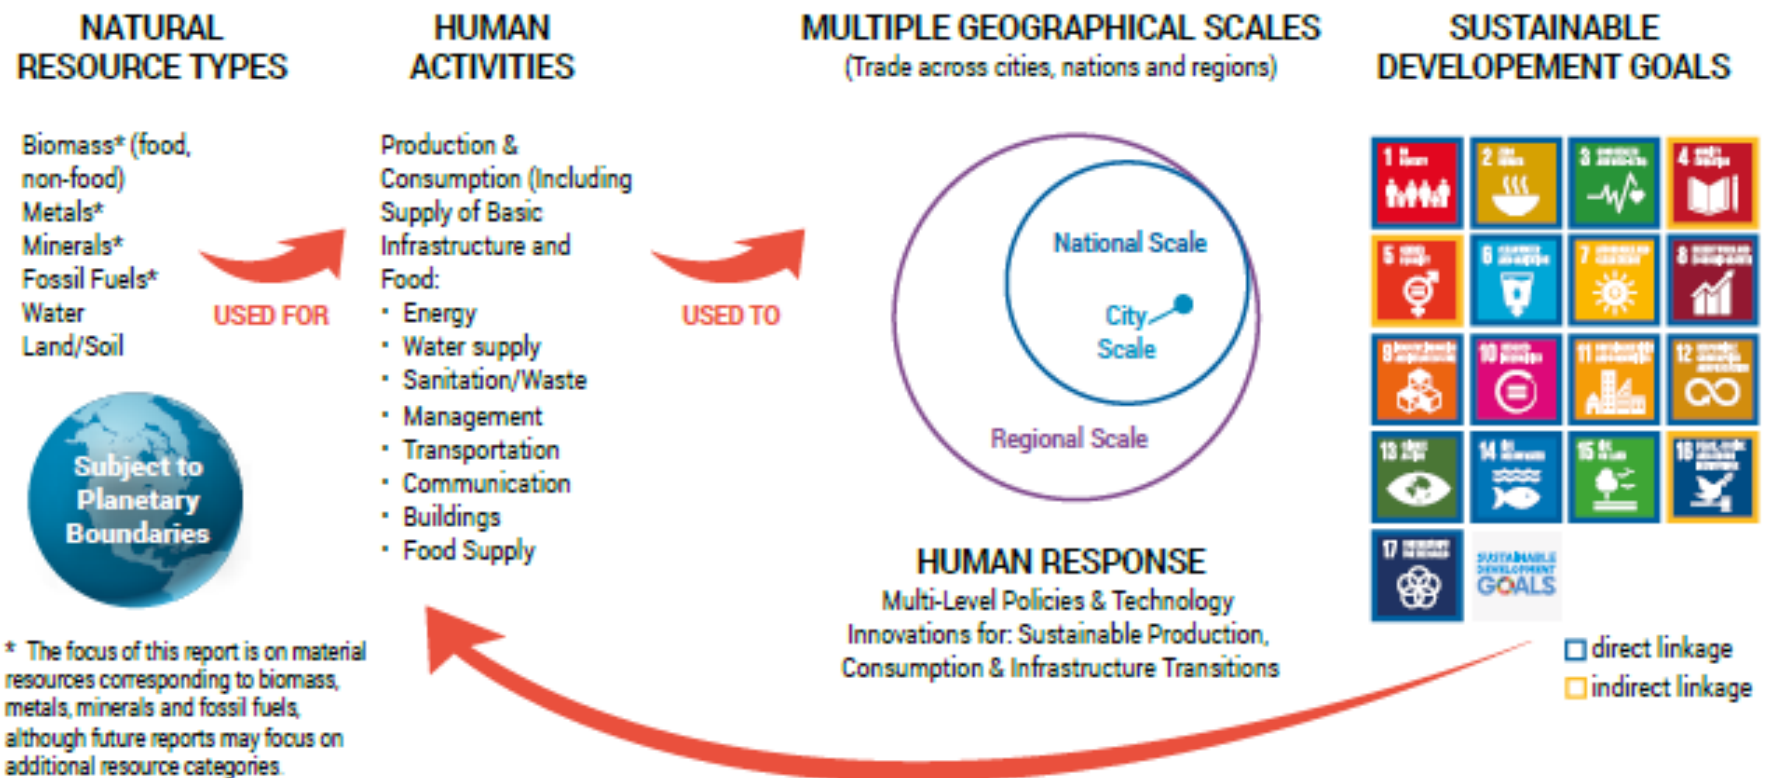 NATURAL
RESOURCE TYPES
Biomass* (food,
non-food)
Metals*
Minerals*
Fossil Fuels*
Water
Land/Soil
Subject to
Planetary
Boundaries
* The focus of this report is on material
resources corresponding to biomass,
metals, minerals and fossil fuels,
although future reports may focus on
additional resource categories.
USED FOR
HUMAN
ACTIVITIES
Production &
Consumption (Including
Supply of Basic
Infrastructure and
Food:
· Energy
· Water supply
· Sanitation/Waste
· Management
· Transportation
· Communication
· Buildings
· Food Supply
USED TO
MULTIPLE GEOGRAPHICAL SCALES
(Trade across cities, nations and regions)
National Scale
City
Scale
Regional Scale
HUMAN RESPONSE
Multi-Level Policies & Technology
Innovations for: Sustainable Production,
Consumption & Infrastructure Transitions
SUSTAINABLE
DEVELOPEMENT GOALS
1
2
3
4
5
6
7
8
9
10
11
12
13
14
15
16
17
SUSTAINABLE
DEVELOPMENT
GOALS
direct linkage
indirect linkage